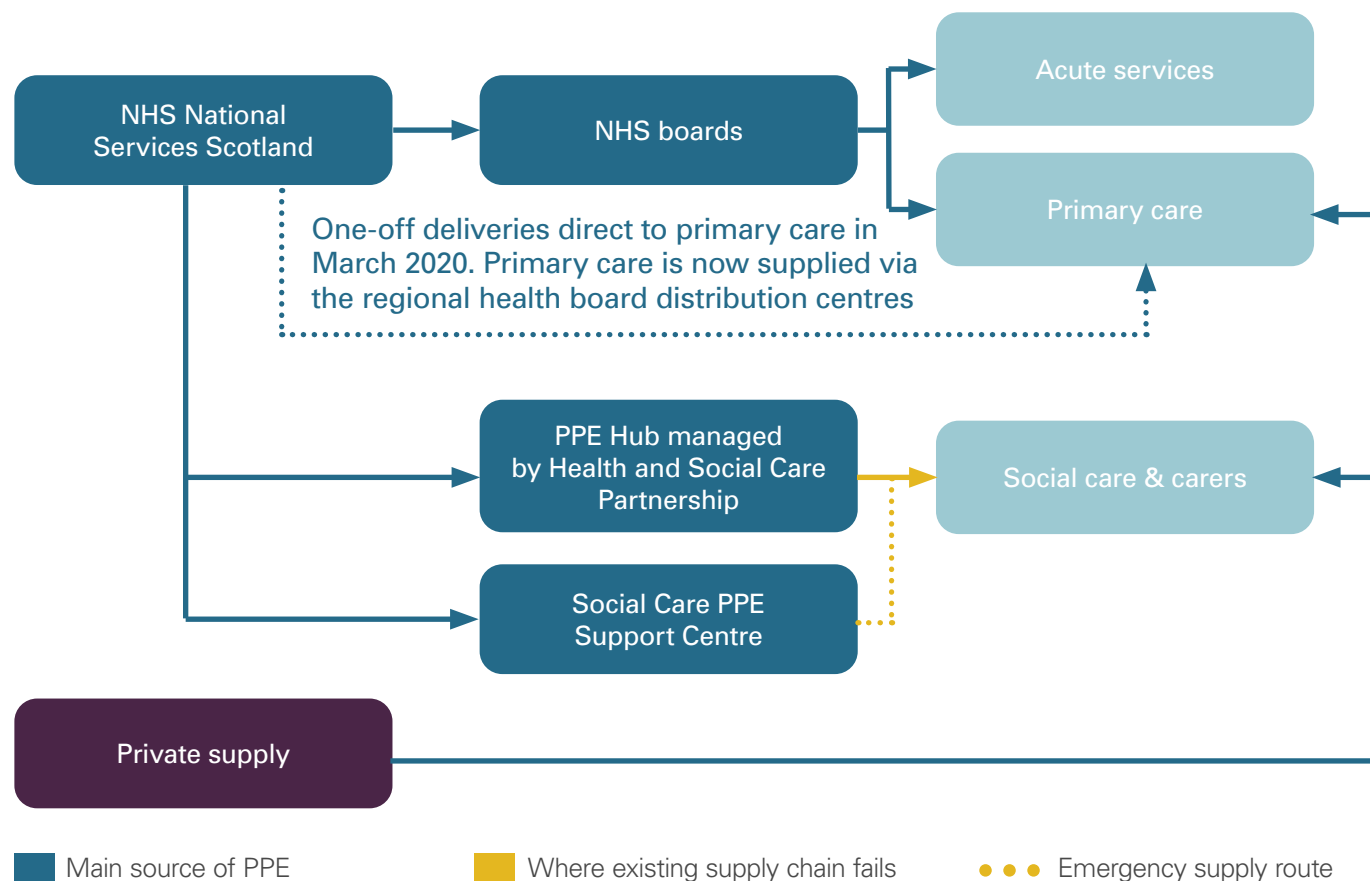 NHS National
Services Scotland
NHS boards
Acute services
Primary care
One-off deliveries direct to primary care in
March 2020. Primary care is now supplied via
the regional health board distribution centres
PPE Hub managed
by Health and Social Care
Partnership
Social care & carers
Social Care PPE
Support Centre
Private supply
Main source of PPE
Where existing supply chain fails
Emergency supply route